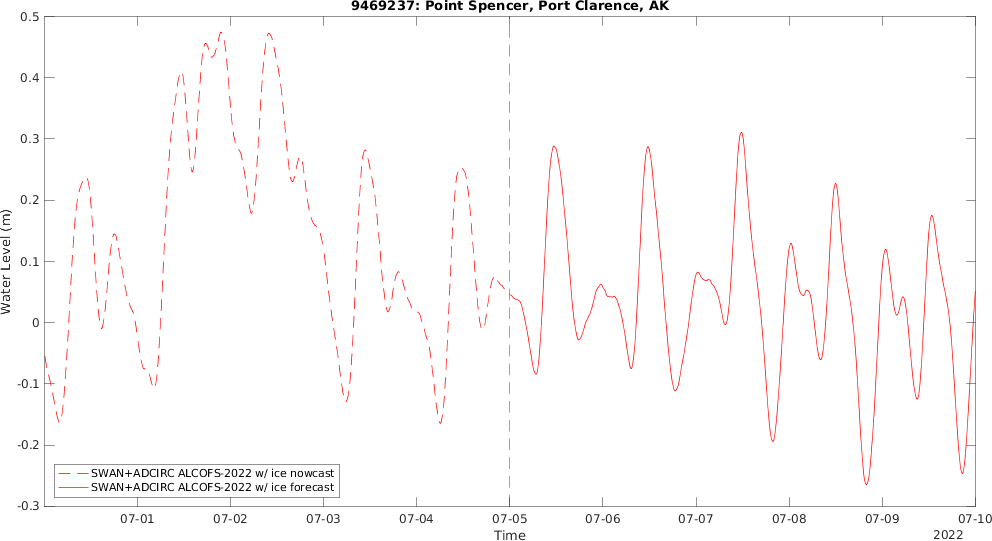 9469237: Point Spencer, Port Clarence, AK
0.5
0.4
0.3
0.2
0.1
0
-0.1
-0.2
-0.3
Water Level (m)
SWAN+ADCIRC ALCOFS-2022 w/ ice nowcast
SWAN+ADCIRC ALCOFS-2022 w/ ice forecast
07-01 07-02 07-03 07-04 07-05 07-06 07-07 07-08 07-09 07-10
Time
2022